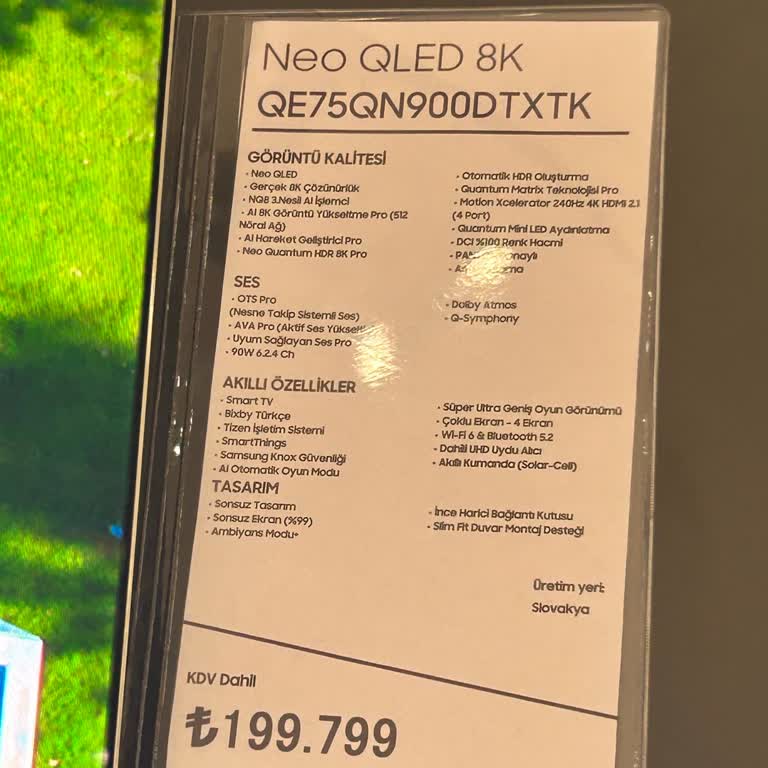 Neo QLED 8K
QE75QN900DTXTK
GÖRÜNTÜ KALİTESİ
• Neo QLED
• Gerçek 8K Çözünürlük
• NQ8 3.Nesil AI İşlemci
• AI 8K Görüntü Yükseltme Pro (512
Nöral Ağ)
• AI Hareket Geliştirici Pro
• Neo Quantum HDR 8K Pro
• Otomatik HDR Oluşturma
• Quantum Matrix Teknolojisi Pro
• Motion Xcelerator 240Hz 4K HDMI 2.1
(4 Port)
• Quantum Mini LED Aydınlatma
• DCI %100 Renk Hacmi
SES
• OTS Pro
(Nesne Takip Sistemli Ses)
• AVA Pro (Aktif Ses
• Uyum Sağlayan Ses Pro
• 90W 6.2.4 Ch
• Dolby Atmos
• Q-Symphony
AKILLI ÖZELLİKLER
• Smart TV
• Bixby Türkçe
• Tizen İşletim Sistemi
• SmartThings
• Samsung Knox Güvenliği
• AI Otomatik Oyun Modu
• Süper Ultra Geniş Oyun Görünümü
• Çoklu Ekran - 4 Ekran
• Wi-Fi 6 & Bluetooth 5.2
• Dahili UHD Uydu Alıcı
• Akıllı Kumanda (Solar-Cell)
TASARIM
• Sonsuz Tasarım
• Sonsuz Ekran (%99)
• Ambiyans Modu+
• İnce Harici Bağlantı Kutusu
• Slim Fit Duvar Montaj Desteği
Üretim yeri:
Slovakya
KDV Dahil
₺199.799